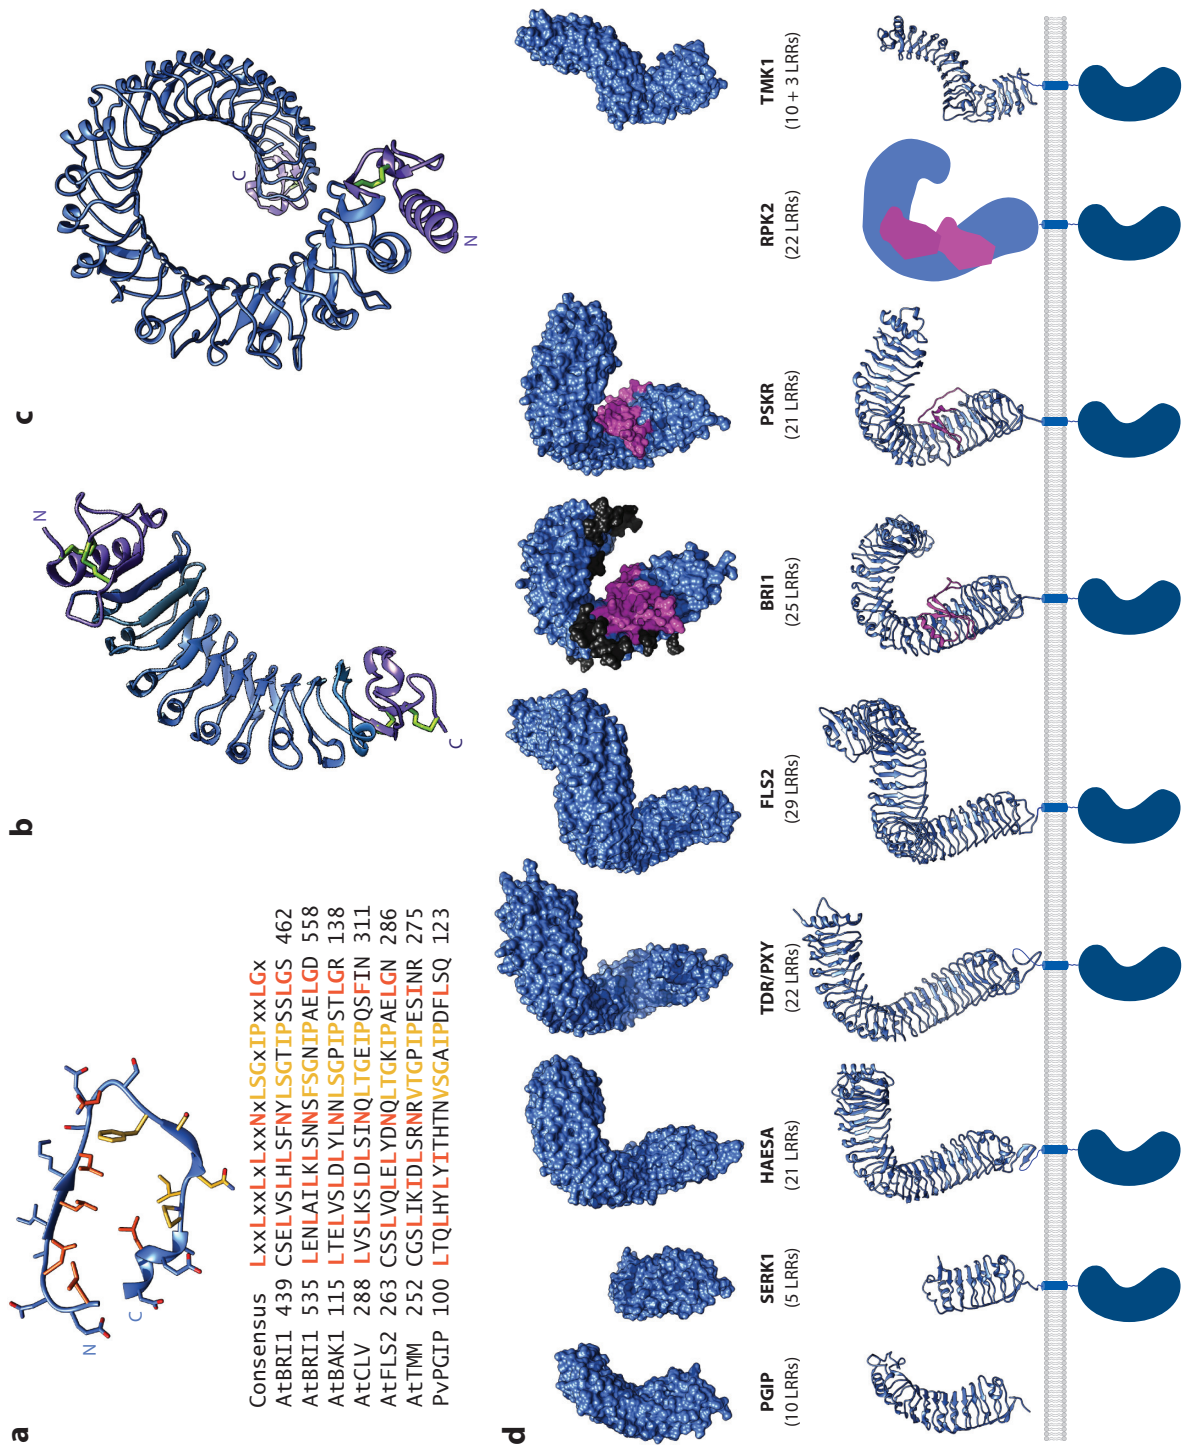 a
N
C
Consensus LxxLxxLxLxxNxLSGxIPxxLGx
AtBRI1 439 CSELVSLHLSFNYLSGTIPSSLGS 462
AtBRI1 535 LENLAILKLSNNSFSGNIPAELGD 558
AtBAK1 115 LTELVSLDLYLNNLSGPIPSTLGR 138
AtCLV 288 LVSLKSLDLSINQLTGEIPQSFIN 311
AtFLS2 263 CSSLVQLELYDNQLTGKIPAELGN 286
AtTMM 252 CGSLIKIDLSRNRVTGPIPESINR 275
PvPGIP 100 LTQLHYLYITHTNVSGAIPDFLSQ 123
b
N
C
c
C
N
d
PGIP
(10 LRRs)
SERK1
(5 LRRs)
HAESA
(21 LRRs)
TDR/PXY
(22 LRRs)
FLS2
(29 LRRs)
BRI1
(25 LRRs)
PSKR
(21 LRRs)
RPK2
(22 LRRs)
TMK1
(10 + 3 LRRs)